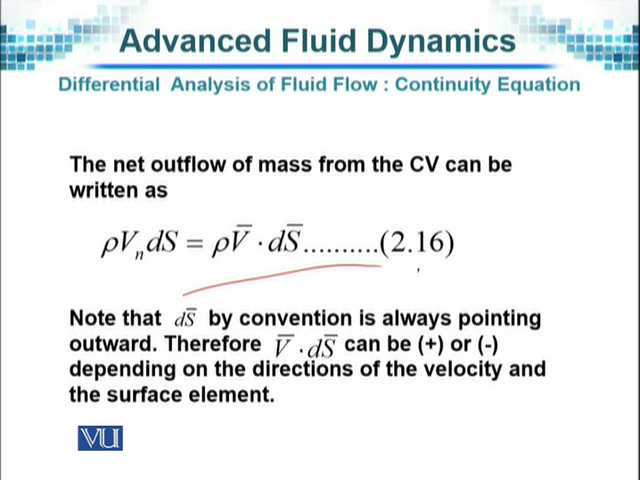 Advanced Fluid Dynamics
Differential Analysis of Fluid Flow : Continuity Equation
The net outflow of mass from the CV can be
written as
ρVₙdS = ρV̄ · dS̄..........(2.16)
Note that dS̄ by convention is always pointing
outward. Therefore V̄ . dS̄ can be (+) or (-)
depending on the directions of the velocity and
the surface element.
VU